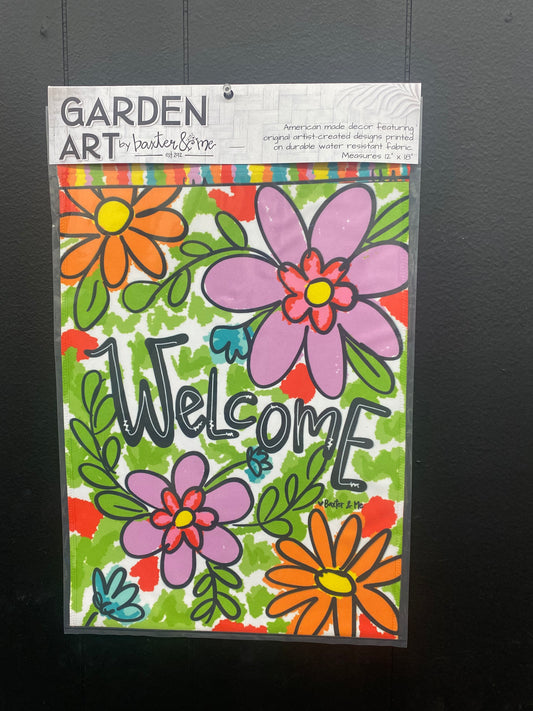 GARDEN
ART by baxter & me
est 2012
American made decor featuring
original artist-created designs printed
on durable water resistant fabric.
Measures 12" x 18"
WELCOME
Baxter & Me